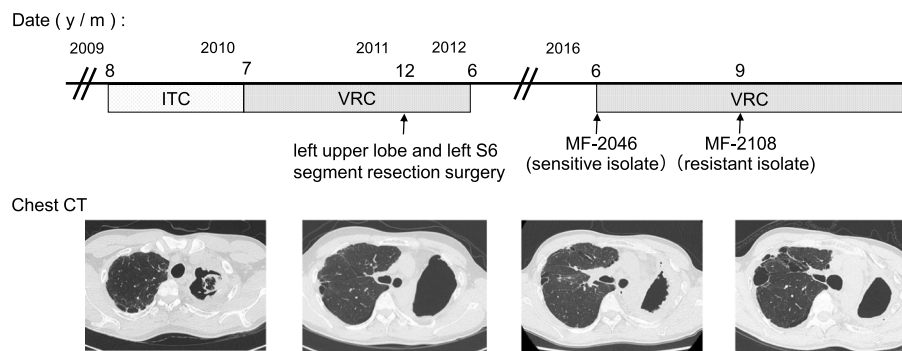 Date ( y / m ) :
2009 2010 2011 2012 2016
8 7 12 6 6 9
ITC VRC VRC
left upper lobe and left S6
segment resection surgery
MF-2046
(sensitive isolate)
MF-2108
(resistant isolate)
Chest CT